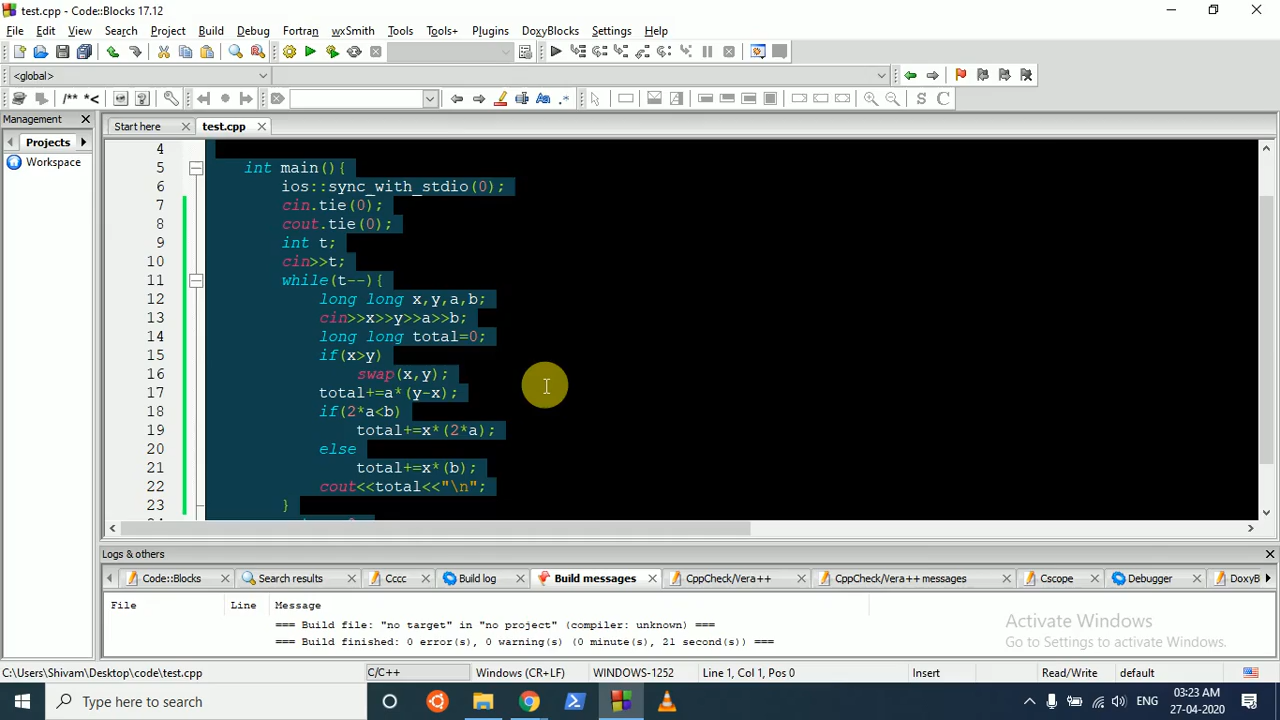 test.cpp - Code::Blocks 17.12
File Edit View Search Project Build Debug Fortran wxSmith Tools Tools+ Plugins DoxyBlocks Settings Help
<global>
/** *<
S C
Management
Start here test.cpp
Projects
Workspace
4
5 int main(){
6 ios::sync_with_stdio(0);
7 cin.tie(0);
8 cout.tie(0);
9 int t;
10 cin>>t;
11 while(t--){
12 long long x,y,a,b;
13 cin>>x>>y>>a>>b;
14 long long total=0;
15 if(x>y)
16 swap(x,y);
17 total+=a*(y-x);
18 if(2*a<b)
19 total+=x*(2*a);
20 else
21 total+=x*(b);
22 cout<<total<<"\n";
23 }
Logs & others
Code::Blocks Search results Cccc Build log Build messages CppCheck/Vera++ CppCheck/Vera++ messages Cscope Debugger DoxyB
File Line Message
=== Build file: "no target" in "no project" (compiler: unknown) ===
=== Build finished: 0 error(s), 0 warning(s) (0 minute(s), 21 second(s)) ===
Activate Windows
Go to Settings to activate Windows.
C:\Users\Shivam\Desktop\code\test.cpp C/C++ Windows (CR+LF) WINDOWS-1252 Line 1, Col 1, Pos 0 Insert Read/Write default
Type here to search
ENG
03:23 AM
27-04-2020